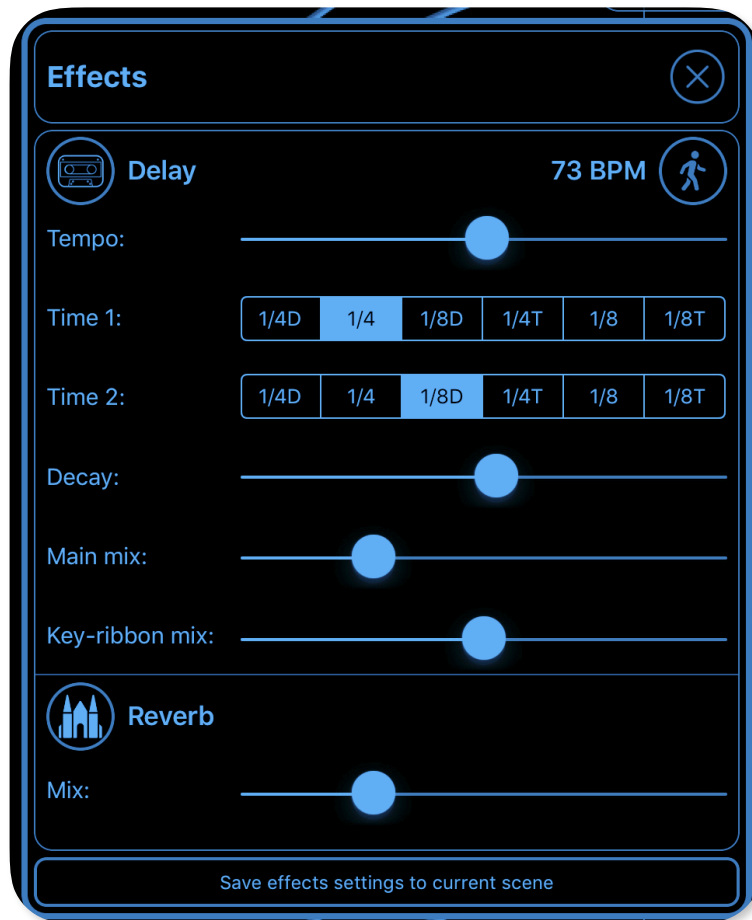 Effects
Delay 73 BPM
Tempo:
Time 1: 1/4D 1/4 1/8D 1/4T 1/8 1/8T
Time 2: 1/4D 1/4 1/8D 1/4T 1/8 1/8T
Decay:
Main mix:
Key-ribbon mix:
Reverb
Mix:
Save effects settings to current scene